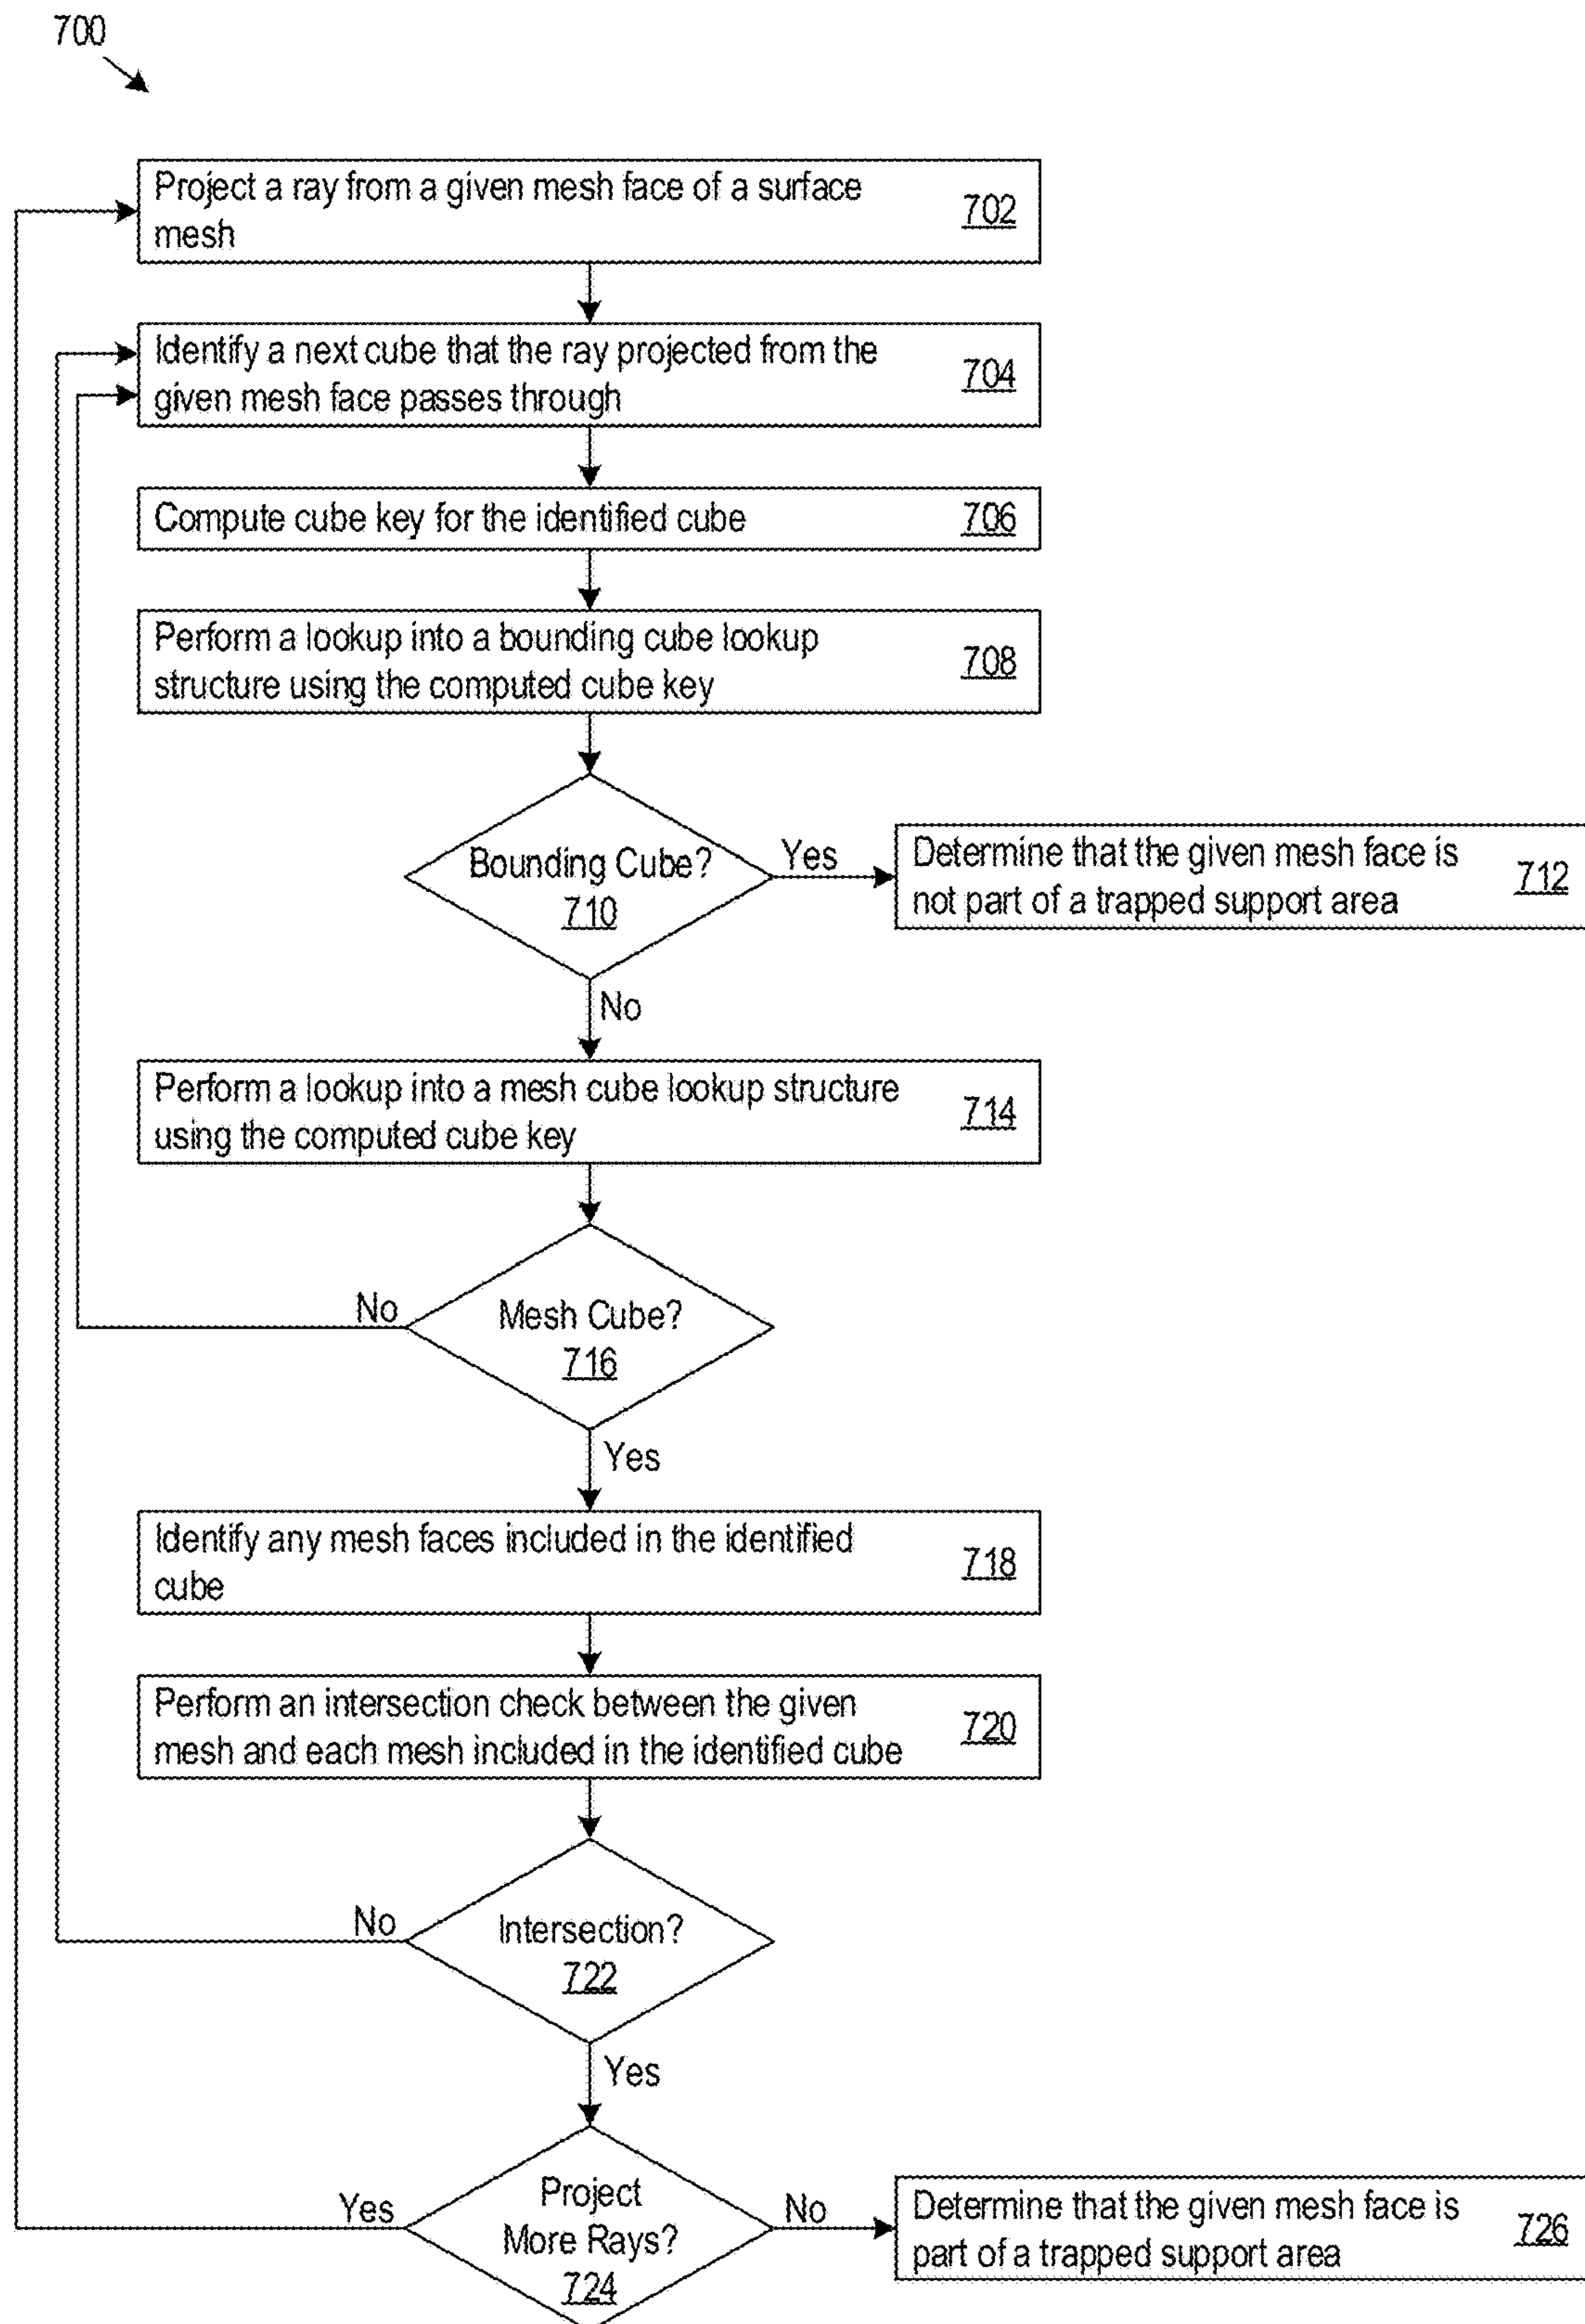 700
Project a ray from a given mesh face of a surface
mesh
702
Identify a next cube that the ray projected from the
given mesh face passes through
704
Compute cube key for the identified cube
706
Perform a lookup into a bounding cube lookup
structure using the computed cube key
708
Bounding Cube?
710
Yes
Determine that the given mesh face is
not part of a trapped support area
712
No
Perform a lookup into a mesh cube lookup structure
using the computed cube key
714
No
Mesh Cube?
716
Yes
Identify any mesh faces included in the identified
cube
718
Perform an intersection check between the given
mesh and each mesh included in the identified cube
720
No
Intersection?
722
Yes
Yes
Project
More Rays?
724
No
Determine that the given mesh face is
part of a trapped support area
726